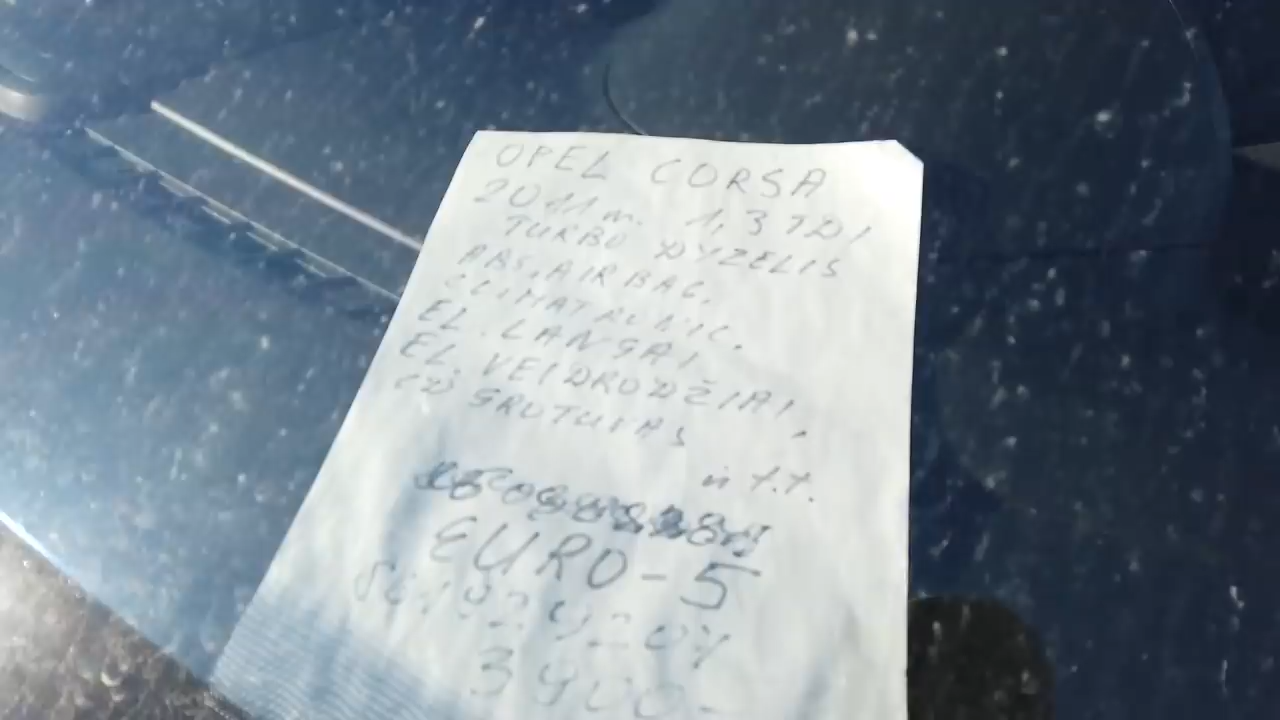 OPEL CORSA
2011 m. 1,3 TDI
TURBO DYZELIS
ABS, AIRBAG,
CLIMATRONIC.
EL. LANGAI
EL. VEIDRODŽIAI,
CD GROTUVAS
ir t.t.
EURO-5
3900-